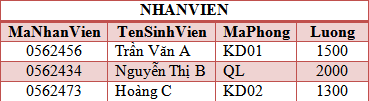 NHANVIEN
MaNhanVien TenSinhVien MaPhong Luong
0562456 Trần Văn A KD01 1500
0562434 Nguyễn Thị B QL 2000
0562473 Hoàng C KD02 1300